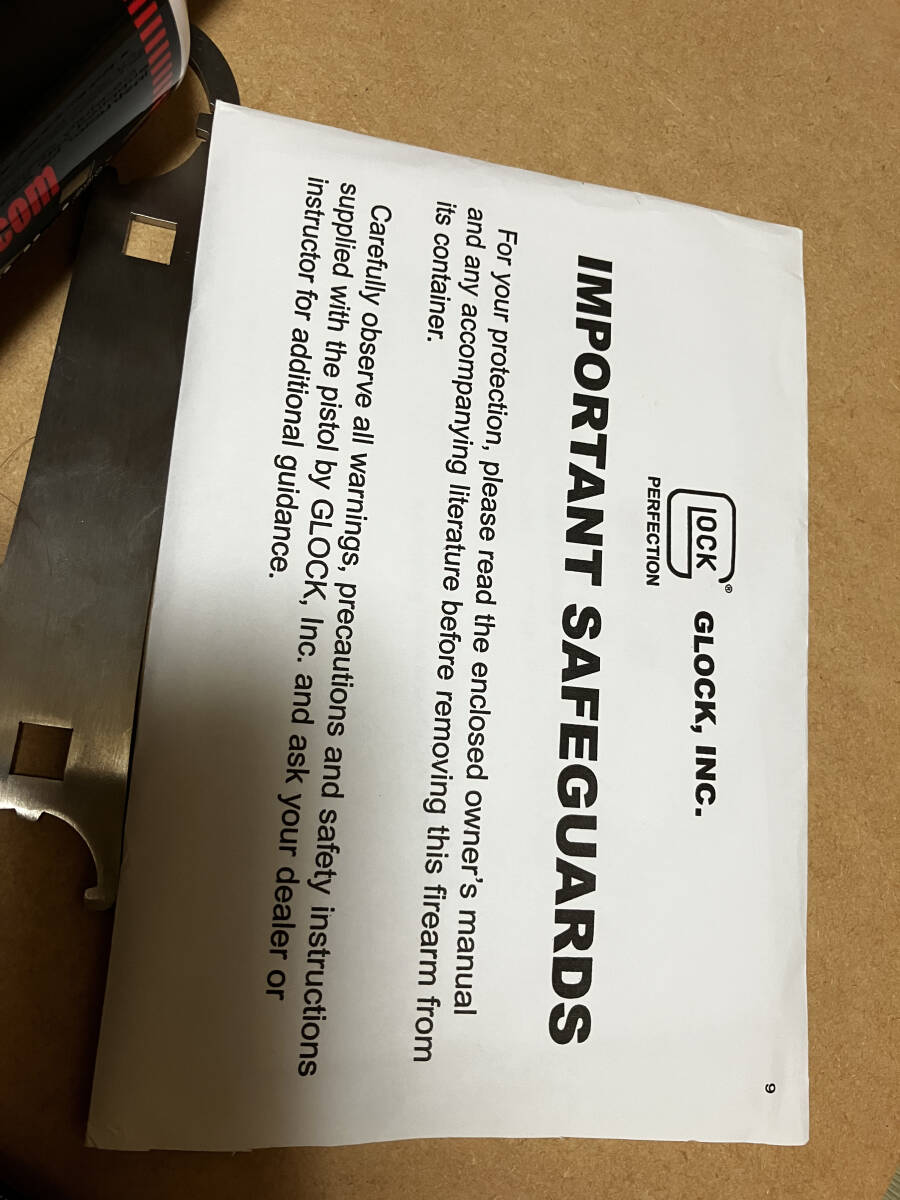 9
GLOCK
PERFECTION
GLOCK, INC.
IMPORTANT SAFEGUARDS
For your protection, please read the enclosed owner's manual
and any accompanying literature before removing this firearm from
its container.
Carefully observe all warnings, precautions and safety instructions
supplied with the pistol by GLOCK, Inc. and ask your dealer or
instructor for additional guidance.
com